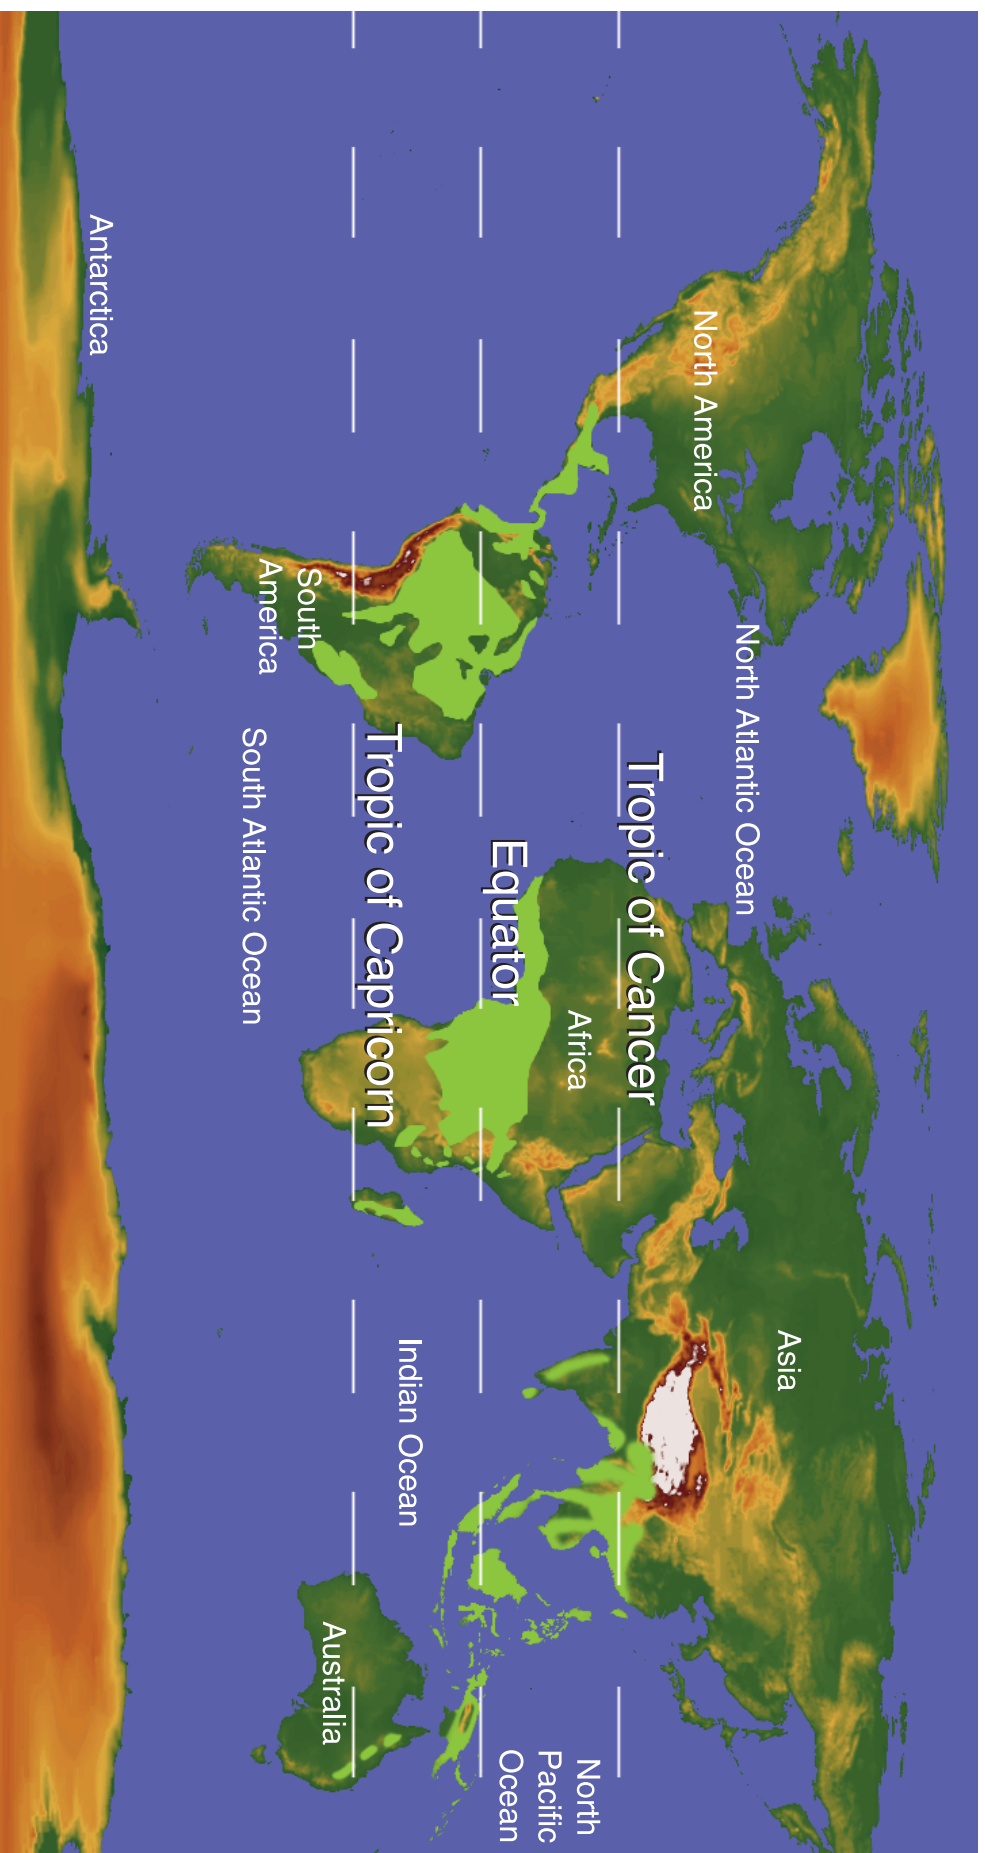 North America
North Atlantic Ocean
Asia
Tropic of Cancer
Africa
North
Pacific
Ocean
Equator
Indian Ocean
Tropic of Capricorn
South
America
Australia
South Atlantic Ocean
Antarctica